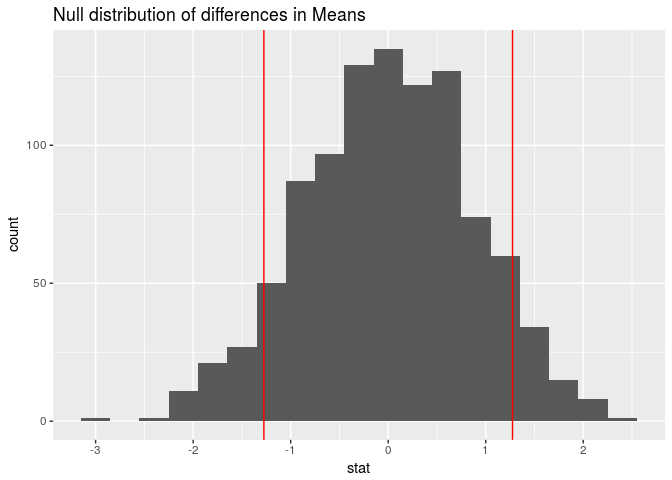 Null distribution of differences in Means
100
50
0
count
-3 -2 -1 0 1 2
stat